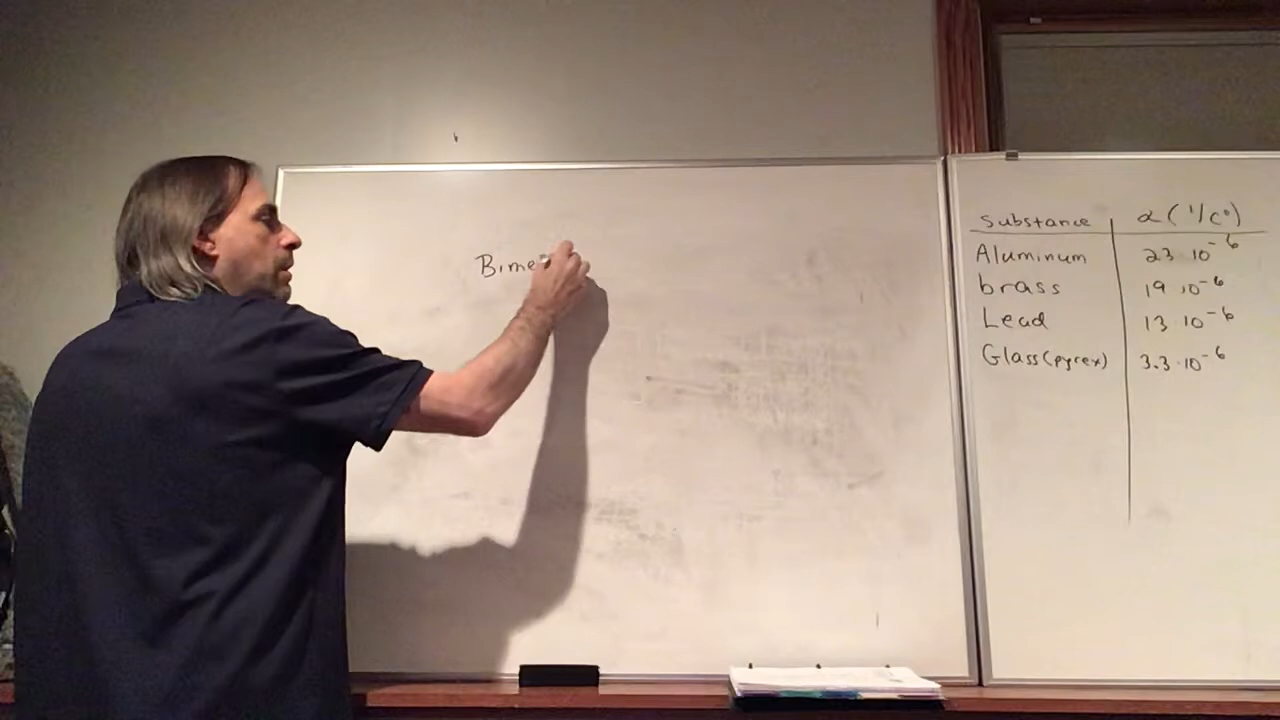 Bime
substance α (1/C°)
Aluminum 23·10⁻⁶
brass 19·10⁻⁶
Lead 13·10⁻⁶
Glass(pyrex) 3.3·10⁻⁶